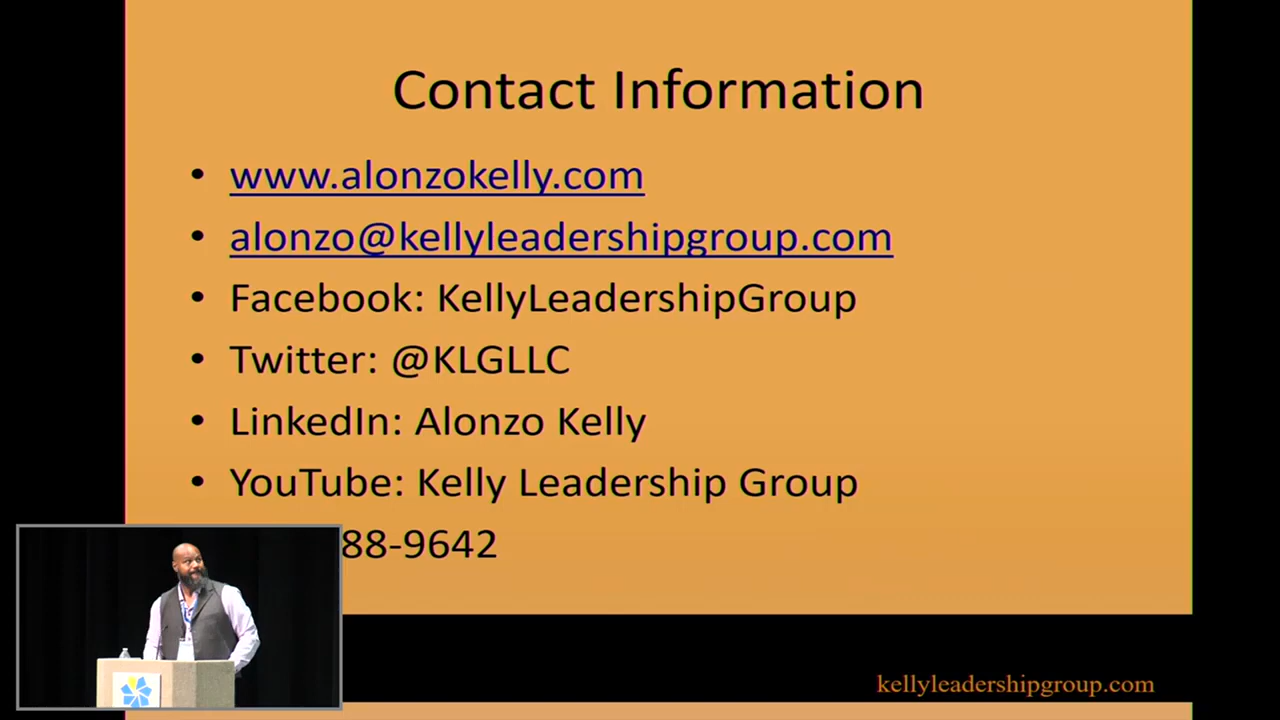 Contact Information
• www.alonzokelly.com
• alonzo@kellyleadershipgroup.com
• Facebook: KellyLeadershipGroup
• Twitter: @KLGLLC
• LinkedIn: Alonzo Kelly
• YouTube: Kelly Leadership Group
88-9642
kellyleadershipgroup.com